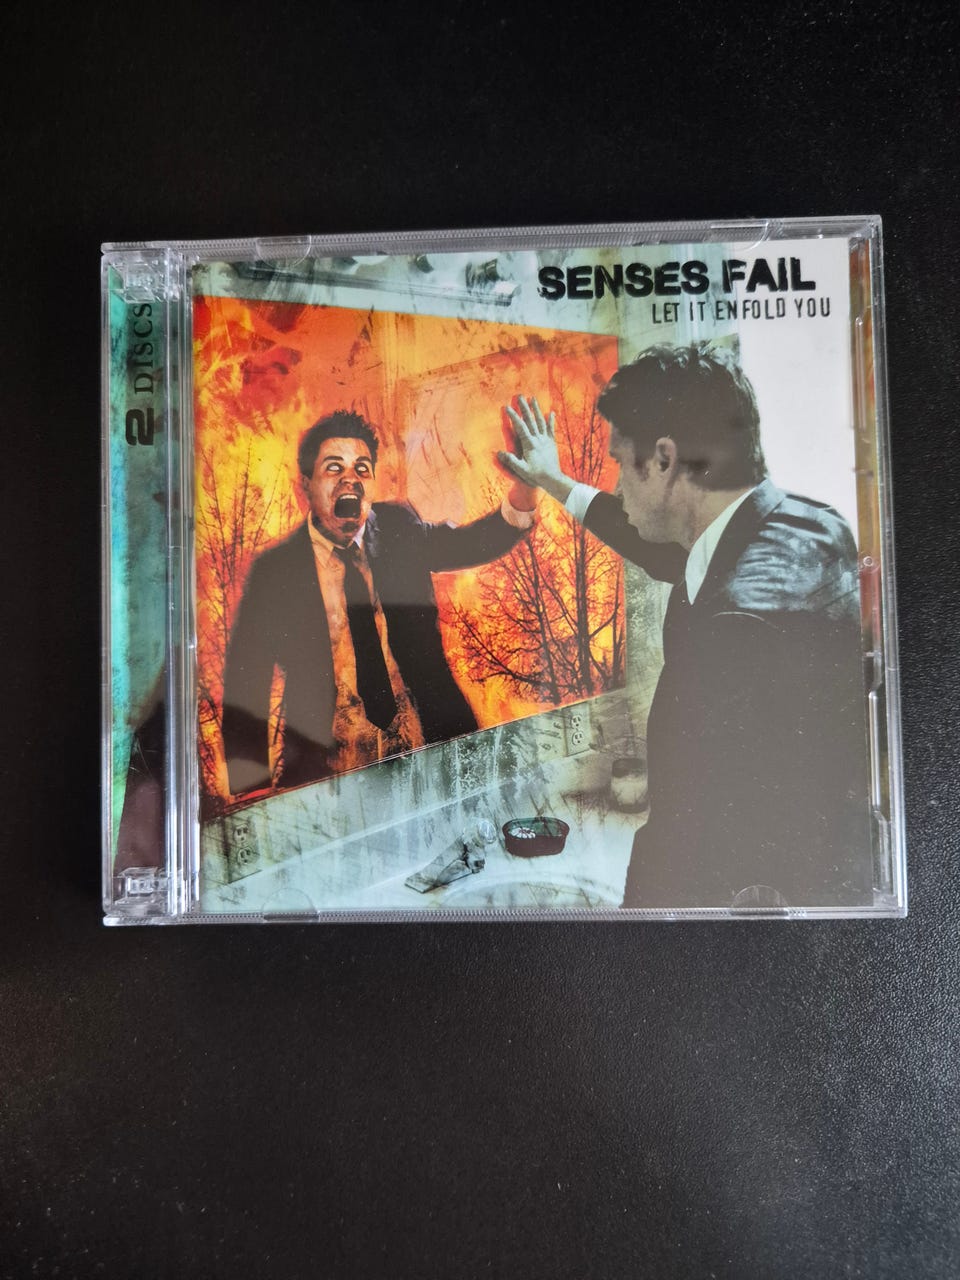 SENSES FAIL
LET IT ENFOLD YOU
2 DISCS